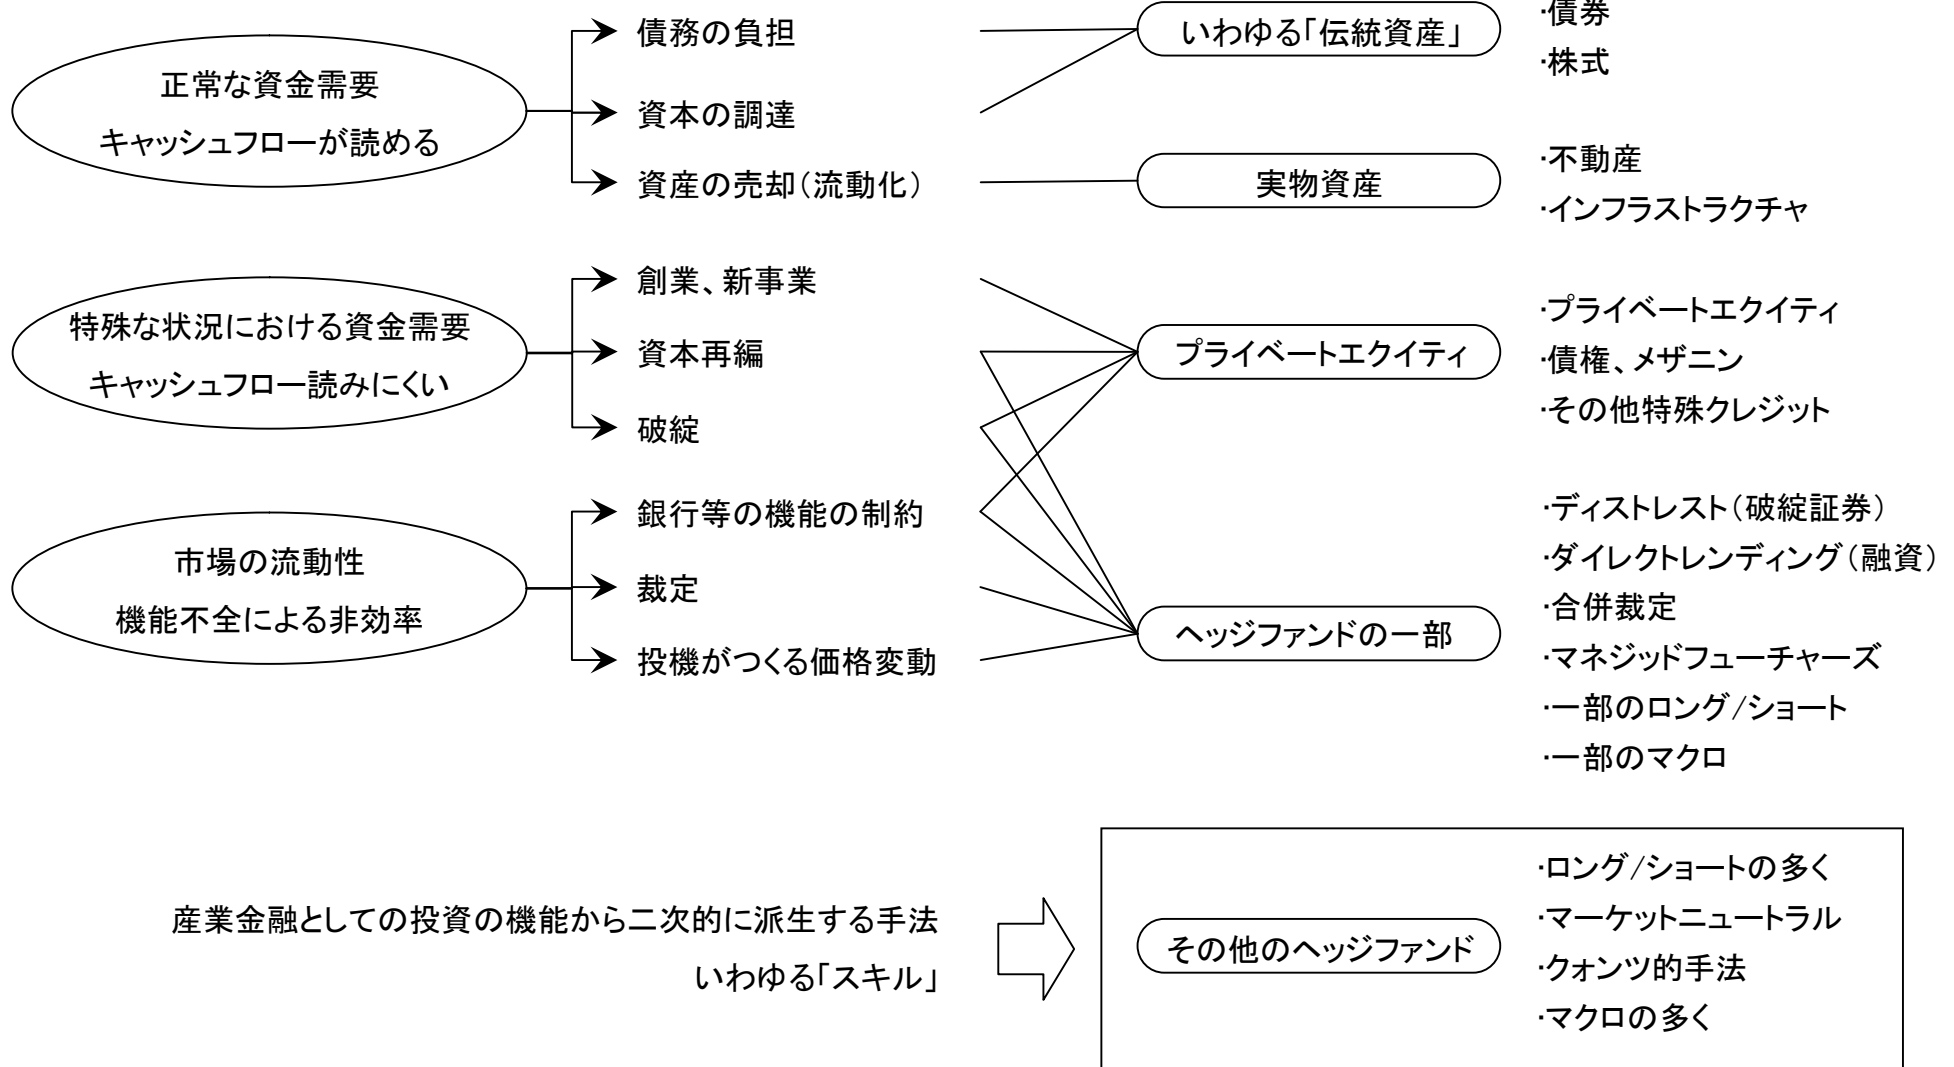 正常な資金需要
キャッシュフローが読める
債務の負担
資本の調達
資産の売却(流動化)
いわゆる「伝統資産」
・債券
・株式
実物資産
・不動産
・インフラストラクチャ
特殊な状況における資金需要
キャッシュフロー読みにくい
創業、新事業
資本再編
破綻
プライベートエクイティ
・プライベートエクイティ
・債権、メザニン
・その他特殊クレジット
市場の流動性
機能不全による非効率
銀行等の機能の制約
裁定
投機がつくる価格変動
ヘッジファンドの一部
・ディストレスト(破綻証券)
・ダイレクトレンディング(融資)
・合併裁定
・マネジッドフューチャーズ
・一部のロング/ショート
・一部のマクロ
産業金融としての投資の機能から二次的に派生する手法
いわゆる「スキル」
その他のヘッジファンド
・ロング/ショートの多く
・マーケットニュートラル
・クォンツ的手法
・マクロの多く